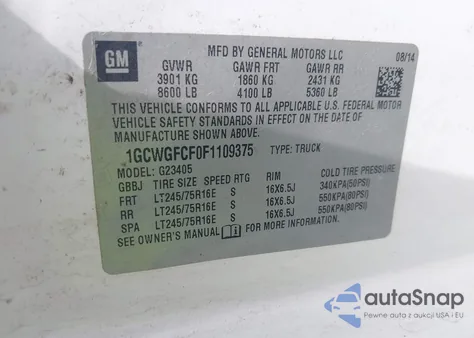 GM
MFD BY GENERAL MOTORS LLC
08/14
GVWR GAWR FRT GAWR RR
3901 KG 1860 KG 2431 KG
8600 LB 4100 LB 5360 LB
THIS VEHICLE CONFORMS TO ALL APPLICABLE U.S. FEDERAL MOTOR
VEHICLE SAFETY STANDARDS IN EFFECT ON THE DATE OF
MANUFACTURE SHOWN ABOVE.
1GCWGFCF0F1109375 TYPE: TRUCK
MODEL: G23405
GBBJ TIRE SIZE SPEED RTG RIM COLD TIRE PRESSURE
FRT LT245/75R16E S 16X6.5J 340KPA(50PSI)
RR LT245/75R16E S 16X6.5J 550KPA(80PSI)
SPA LT245/75R16E S 16X6.5J 550KPA(80PSI)
SEE OWNER'S MANUAL FOR ADDITIONAL INFORMATION
autoSnap
Pewne auta z aukcji USA i EU